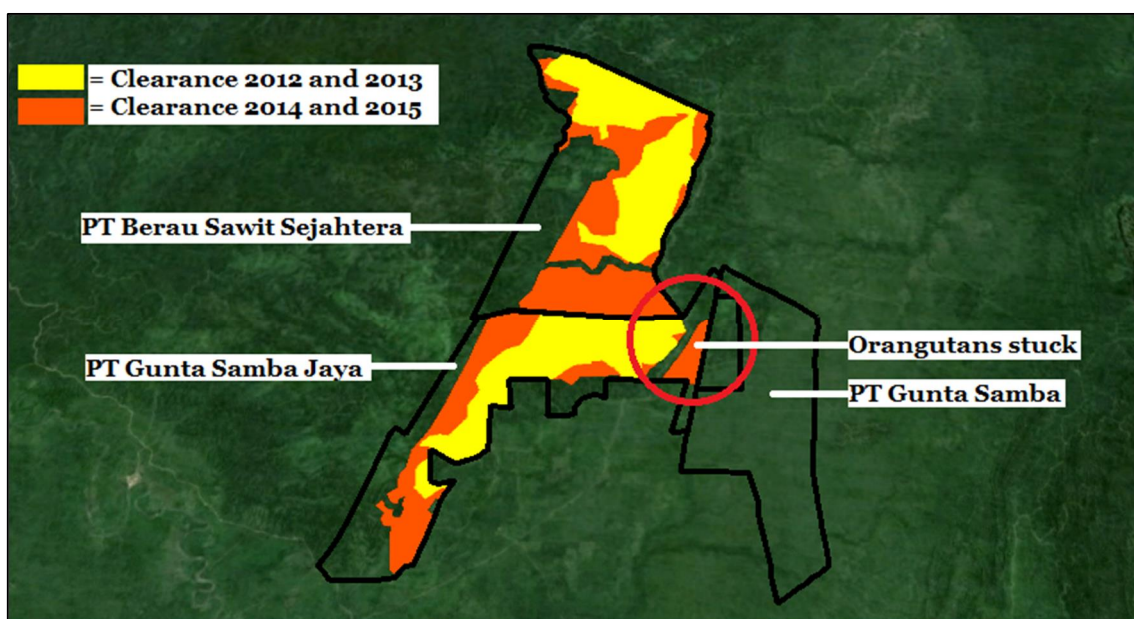 = Clearance 2012 and 2013
= Clearance 2014 and 2015
PT Berau Sawit Sejahtera
Orangutans stuck
PT Gunta Samba Jaya
PT Gunta Samba